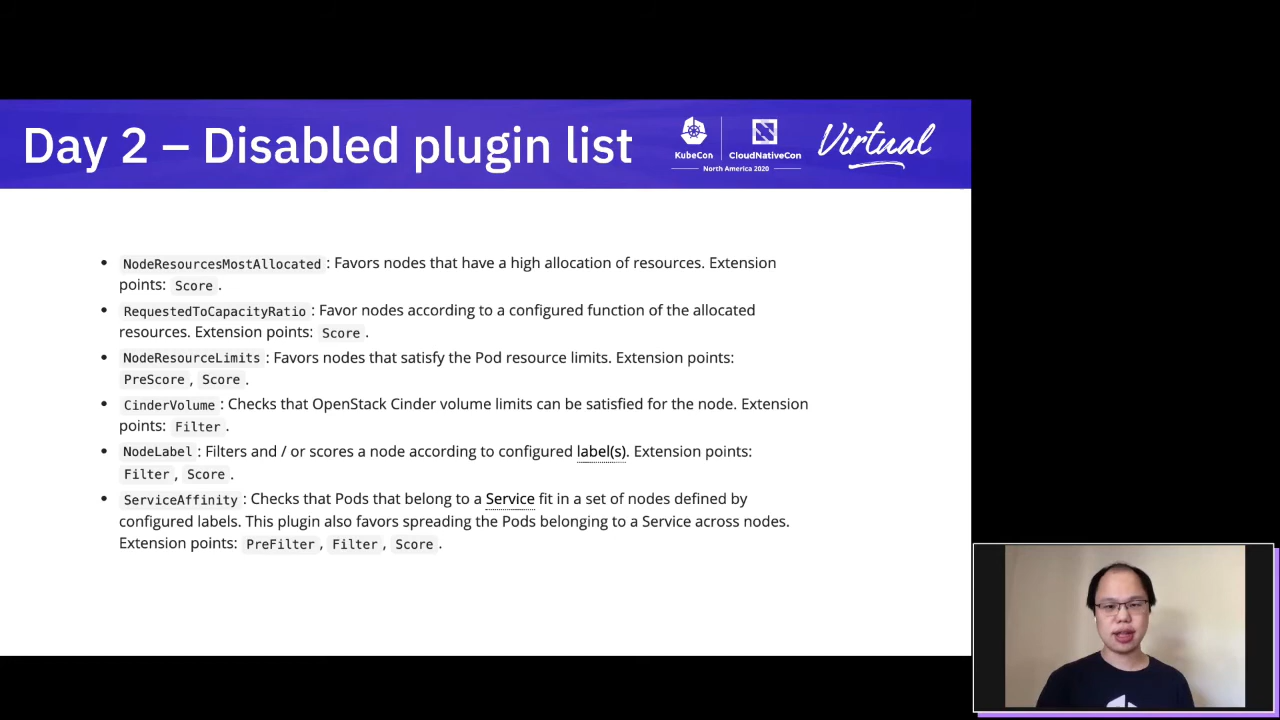 Day 2 – Disabled plugin list
KubeCon
CloudNativeCon
North America 2020
Virtual
• NodeResourcesMostAllocated : Favors nodes that have a high allocation of resources. Extension
points: Score .
• RequestedToCapacityRatio : Favor nodes according to a configured function of the allocated
resources. Extension points: Score .
• NodeResourceLimits : Favors nodes that satisfy the Pod resource limits. Extension points:
PreScore , Score .
• CinderVolume : Checks that OpenStack Cinder volume limits can be satisfied for the node. Extension
points: Filter .
• NodeLabel : Filters and / or scores a node according to configured label(s). Extension points:
Filter , Score .
• ServiceAffinity : Checks that Pods that belong to a Service fit in a set of nodes defined by
configured labels. This plugin also favors spreading the Pods belonging to a Service across nodes.
Extension points: PreFilter , Filter , Score .